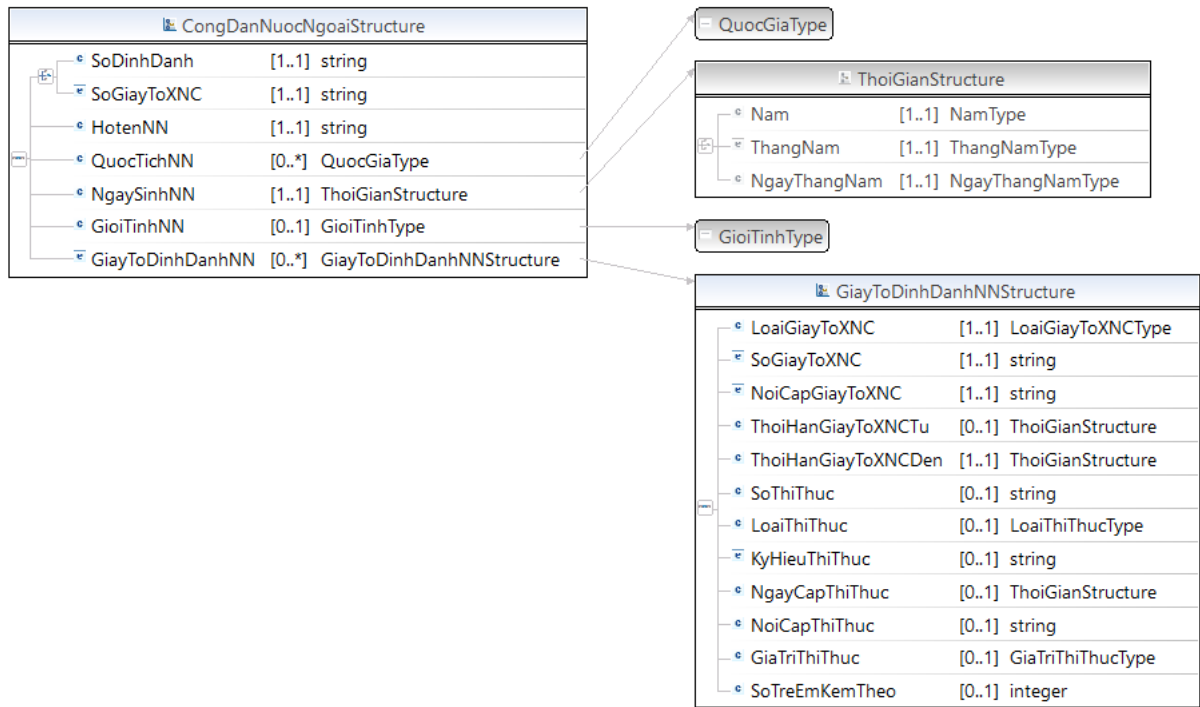 CongDanNuocNgoaiStructure
SoDinhDanh [1..1] string
SoGiayToXNC [1..1] string
HotenNN [1..1] string
QuocTichNN [0..*] QuocGiaType
NgaySinhNN [1..1] ThoiGianStructure
GioiTinhNN [0..1] GioiTinhType
GiayToDinhDanhNN [0..*] GiayToDinhDanhNNStructure
QuocGiaType
ThoiGianStructure
Nam [1..1] NamType
ThangNam [1..1] ThangNamType
NgayThangNam [1..1] NgayThangNamType
GioiTinhType
GiayToDinhDanhNNStructure
LoaiGiayToXNC [1..1] LoaiGiayToXNCType
SoGiayToXNC [1..1] string
NoiCapGiayToXNC [1..1] string
ThoiHanGiayToXNCTu [0..1] ThoiGianStructure
ThoiHanGiayToXNCDen [1..1] ThoiGianStructure
SoThiThuc [0..1] string
LoaiThiThuc [0..1] LoaiThiThucType
KyHieuThiThuc [0..1] string
NgayCapThiThuc [0..1] ThoiGianStructure
NoiCapThiThuc [0..1] string
GiaTriThiThuc [0..1] GiaTriThiThucType
SoTreEmKemTheo [0..1] integer